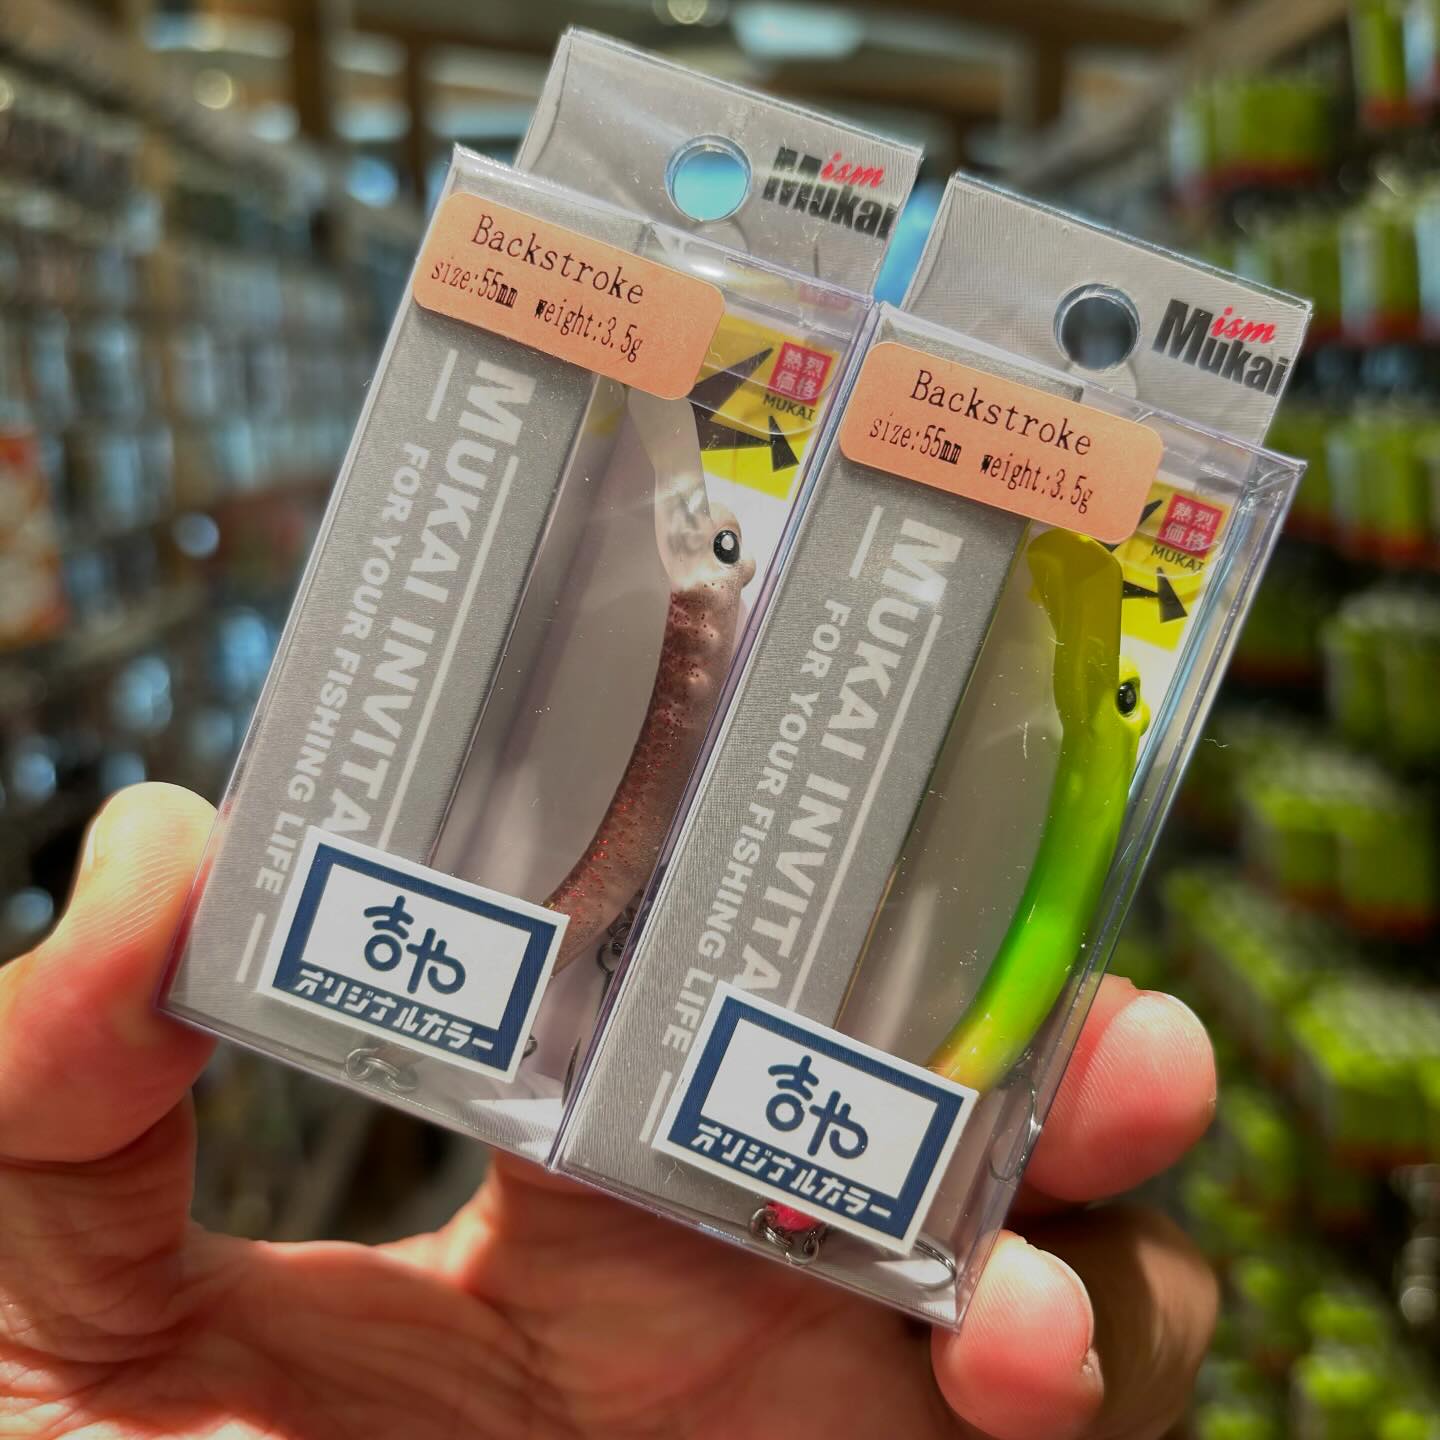 Mukai
ism
Backstroke
size:55mm weight:3.5g
熱烈
価格
MUKAI
MUKAI INVITA
FOR YOUR FISHING LIFE
まや
オリジナルカラー
Mukai
ism
Backstroke
size:55mm weight:3.5g
熱烈
価格
MUKAI
MUKAI INVITA
FOR YOUR FISHING LIFE
まや
オリジナルカラー